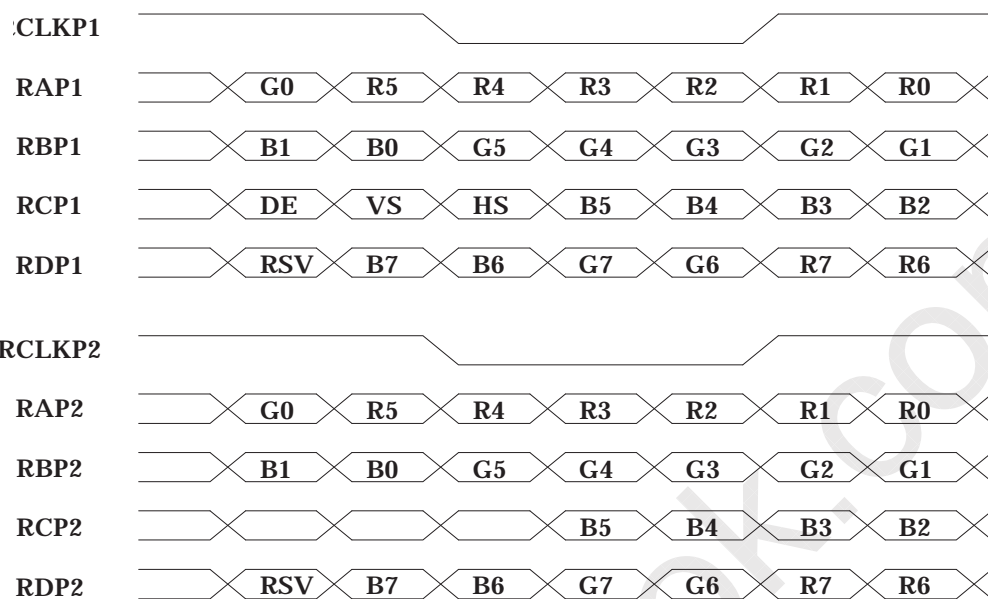 CLKP1
RAP1 G0 R5 R4 R3 R2 R1 R0
RBP1 B1 B0 G5 G4 G3 G2 G1
RCP1 DE VS HS B5 B4 B3 B2
RDP1 RSV B7 B6 G7 G6 R7 R6
RCLKP2
RAP2 G0 R5 R4 R3 R2 R1 R0
RBP2 B1 B0 G5 G4 G3 G2 G1
RCP2 B5 B4 B3 B2
RDP2 RSV B7 B6 G7 G6 R7 R6